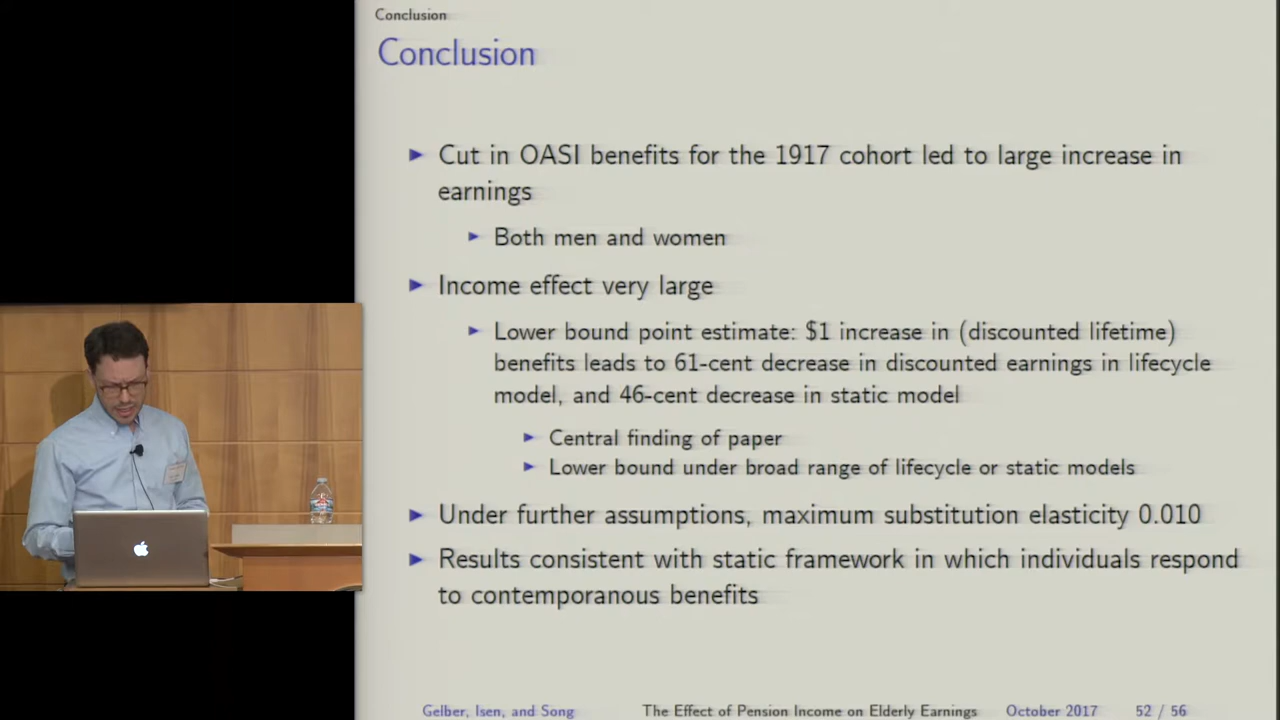 Conclusion
Conclusion
Cut in OASI benefits for the 1917 cohort led to large increase in
earnings
Both men and women
Income effect very large
Lower bound point estimate: $1 increase in (discounted lifetime)
benefits leads to 61-cent decrease in discounted earnings in lifecycle
model, and 46-cent decrease in static model
Central finding of paper
Lower bound under broad range of lifecycle or static models
Under further assumptions, maximum substitution elasticity 0.010
Results consistent with static framework in which individuals respond
to contemporanous benefits
Gelber, Isen, and Song The Effect of Pension Income on Elderly Earnings October 2017 52 / 56